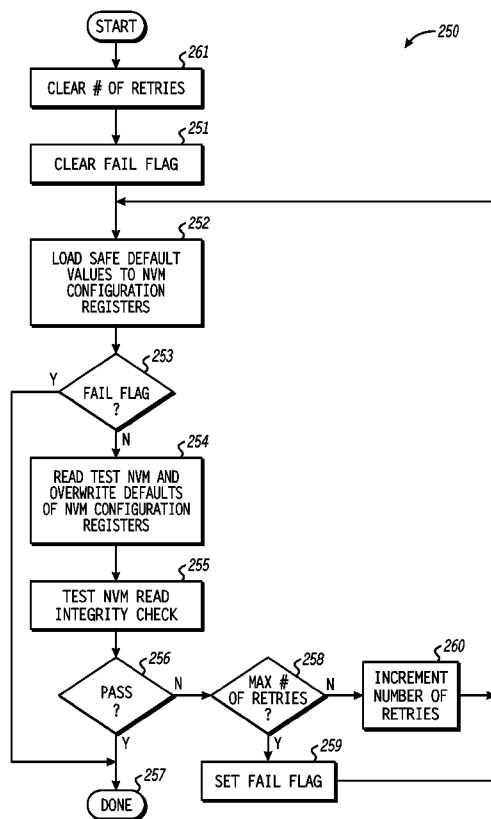 START
250
261
CLEAR # OF RETRIES
251
CLEAR FAIL FLAG
252
LOAD SAFE DEFAULT
VALUES TO NVM
CONFIGURATION
REGISTERS
253
Y
FAIL FLAG
?
N
254
READ TEST NVM AND
OVERWRITE DEFAULTS
OF NVM CONFIGURATION
REGISTERS
255
TEST NVM READ
INTEGRITY CHECK
256
PASS
?
N
Y
258
MAX #
OF RETRIES
?
N
Y
260
INCREMENT
NUMBER OF
RETRIES
259
SET FAIL FLAG
257
DONE